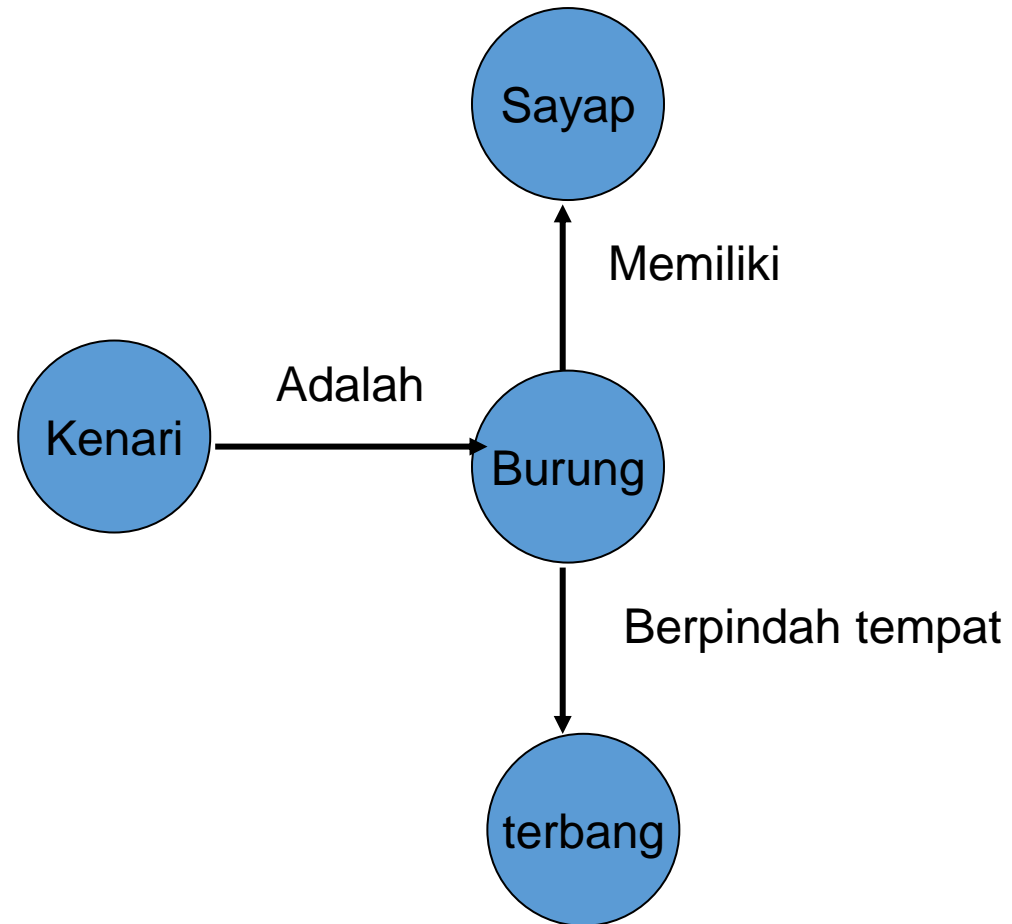 Sayap
Memiliki
Adalah
Kenari
Burung
Berpindah tempat
terbang